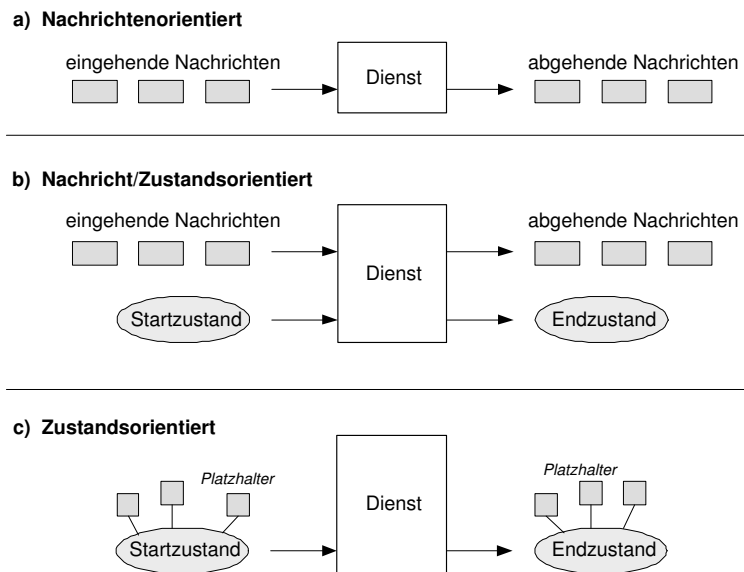 a) Nachrichtenorientiert
eingehende Nachrichten
Dienst
abgehende Nachrichten
b) Nachricht/Zustandsorientiert
eingehende Nachrichten
abgehende Nachrichten
Dienst
Startzustand
Endzustand
c) Zustandsorientiert
Platzhalter
Platzhalter
Dienst
Startzustand
Endzustand